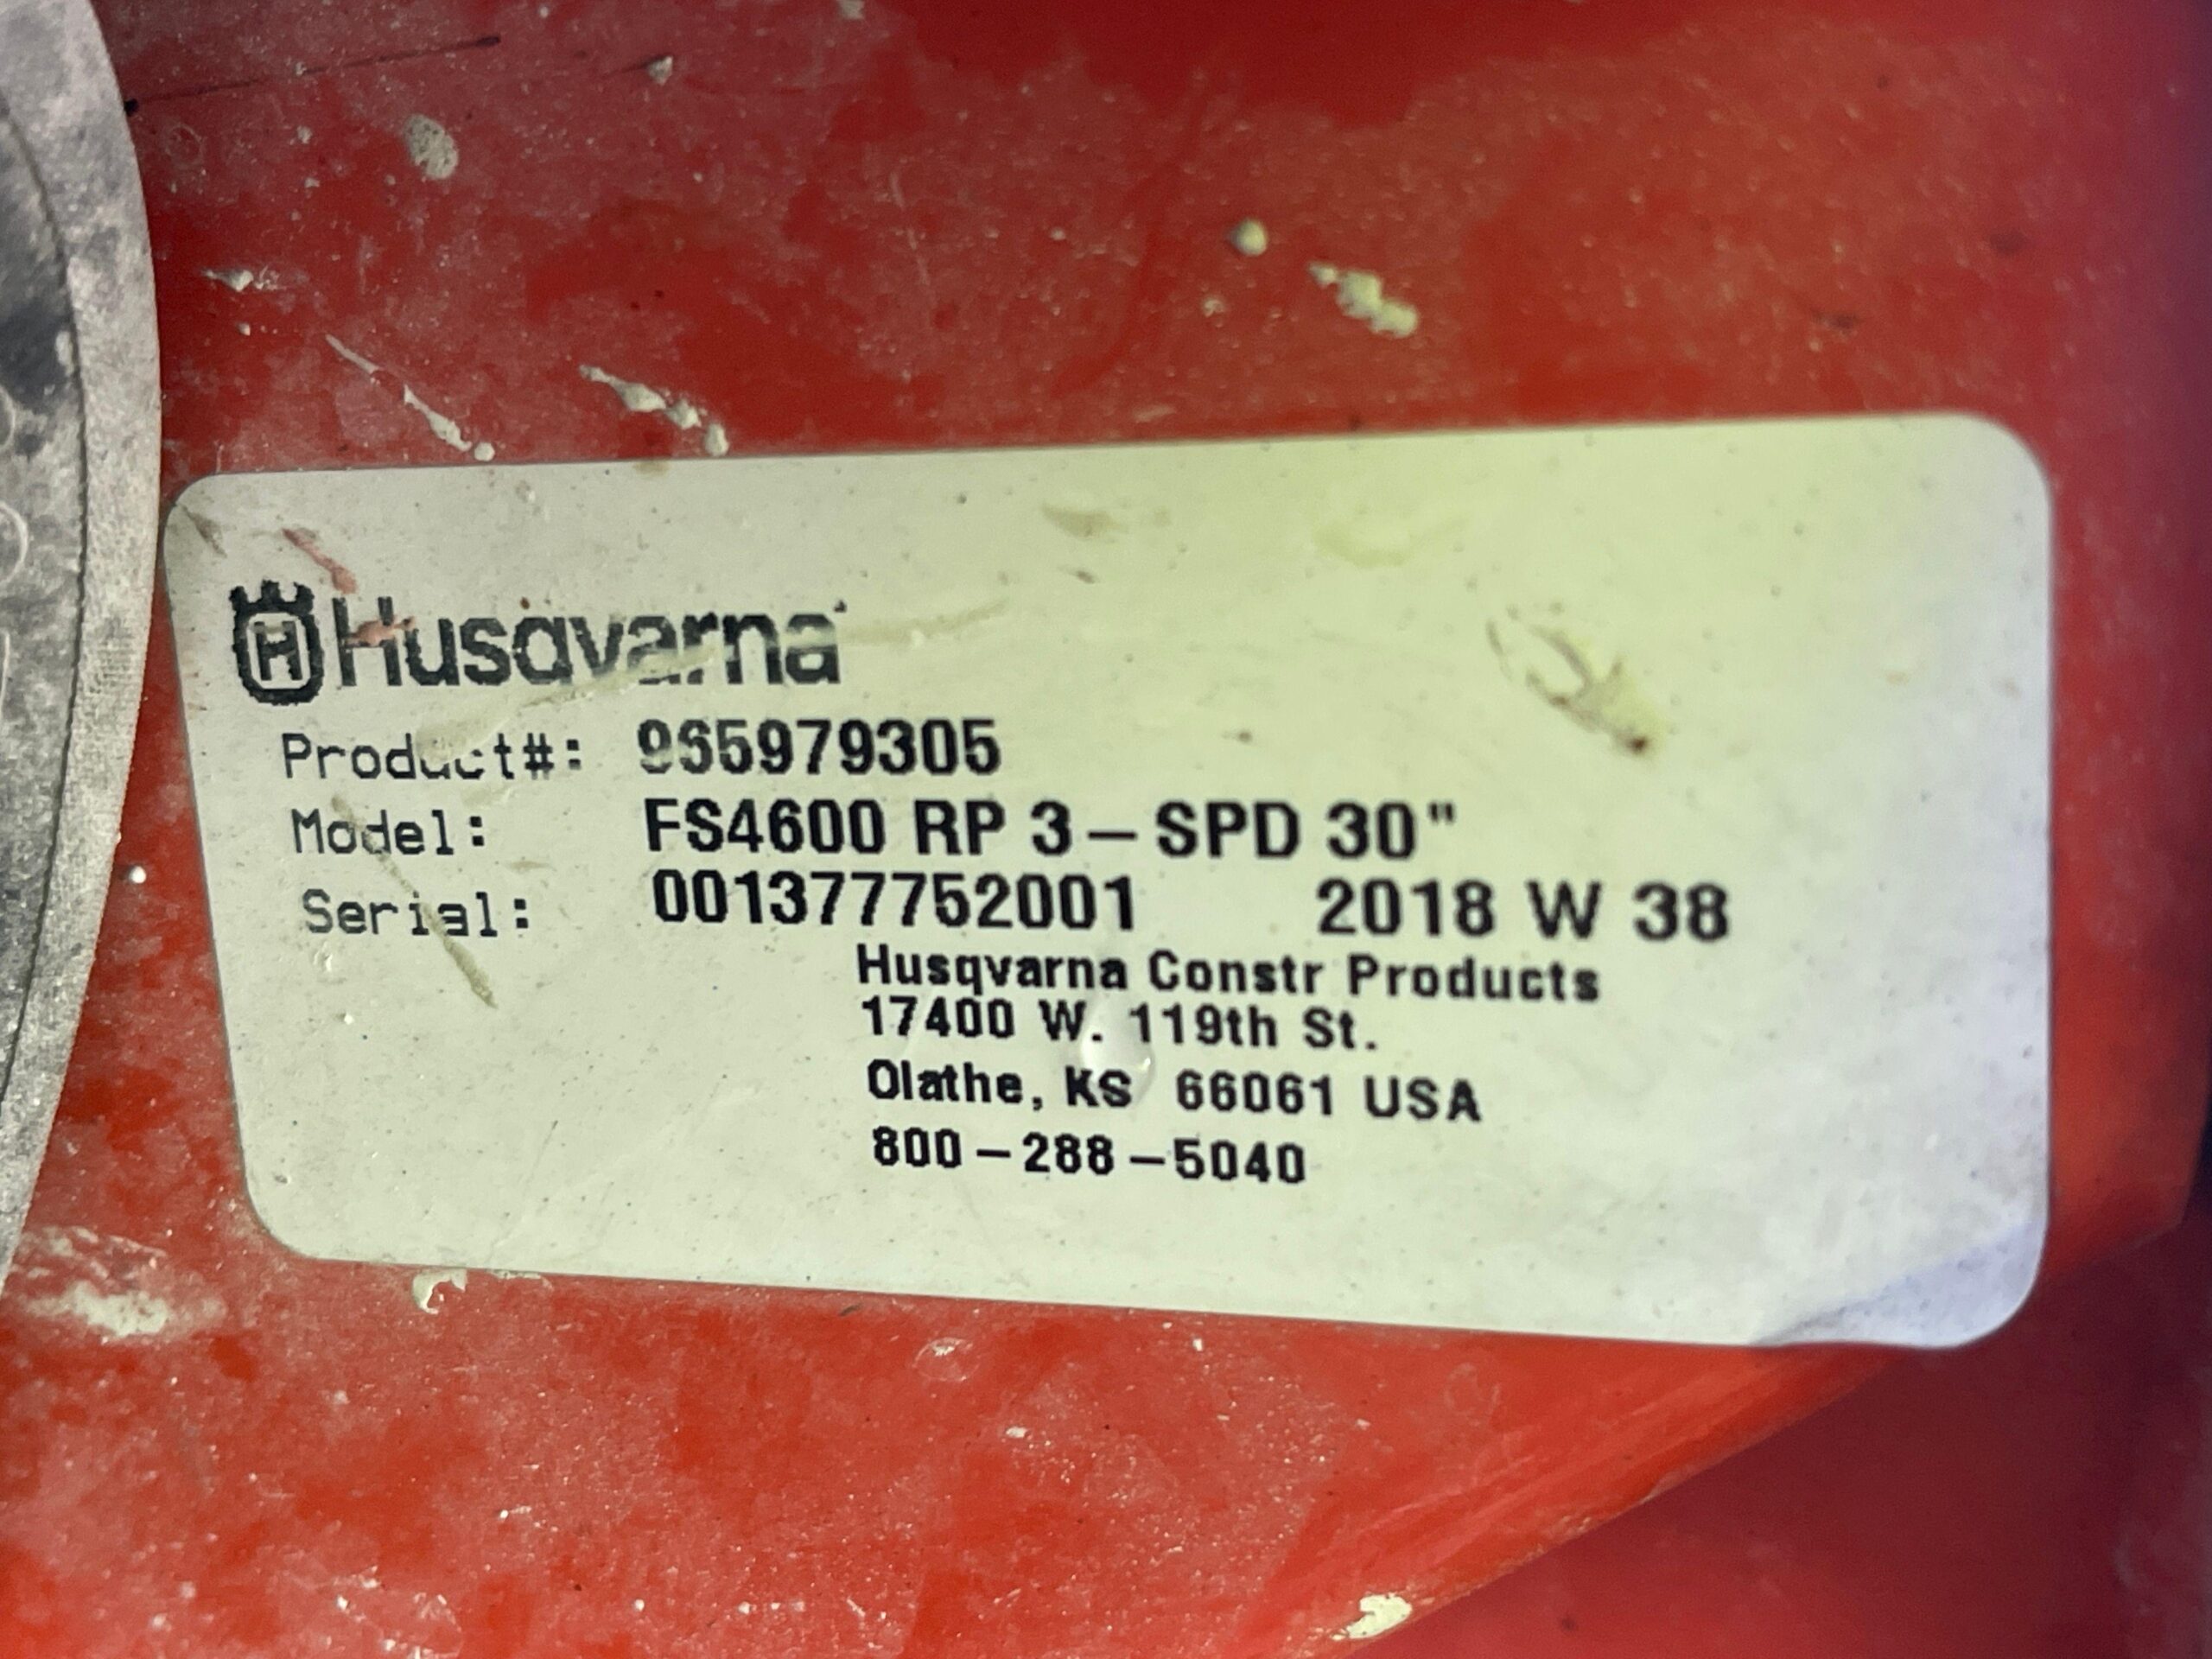 Husqvarna
Product#: 965979305
Model: FS4600 RP 3-SPD 30"
Serial: 001377752001 2018 W 38
Husqvarna Constr Products
17400 W. 119th St.
Olathe, KS 66061 USA
800-288-5040